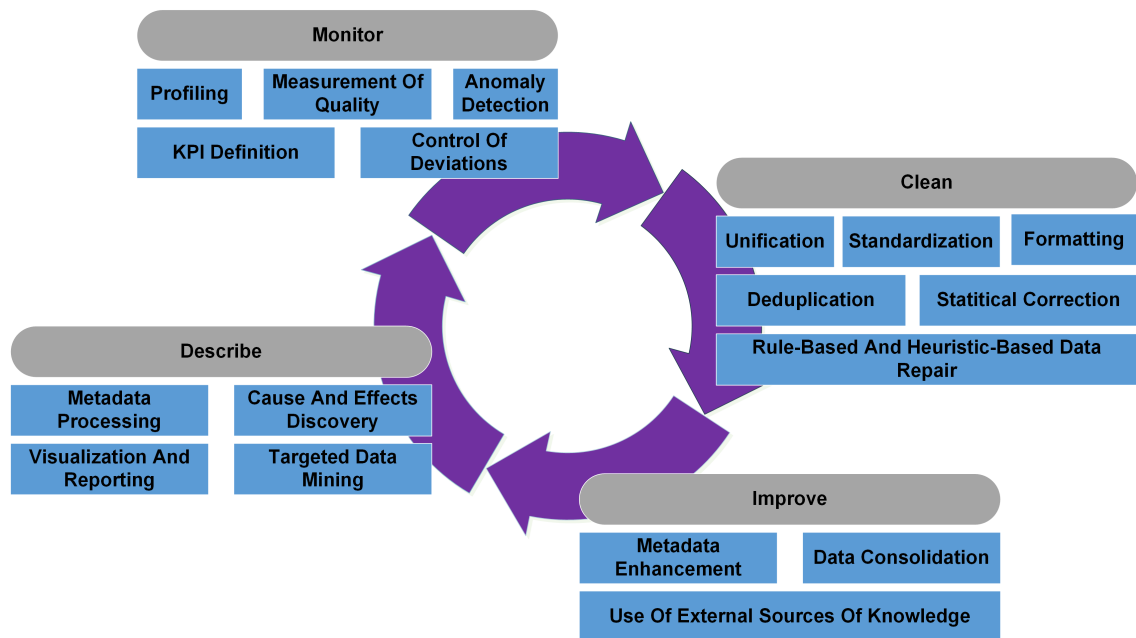 Monitor
Profiling
Measurement Of
Quality
Anomaly
Detection
KPI Definition
Control Of
Deviations
Clean
Unification
Standardization
Formatting
Deduplication
Statitical Correction
Rule-Based And Heuristic-Based Data
Repair
Describe
Metadata
Processing
Cause And Effects
Discovery
Visualization And
Reporting
Targeted Data
Mining
Improve
Metadata
Enhancement
Data Consolidation
Use Of External Sources Of Knowledge